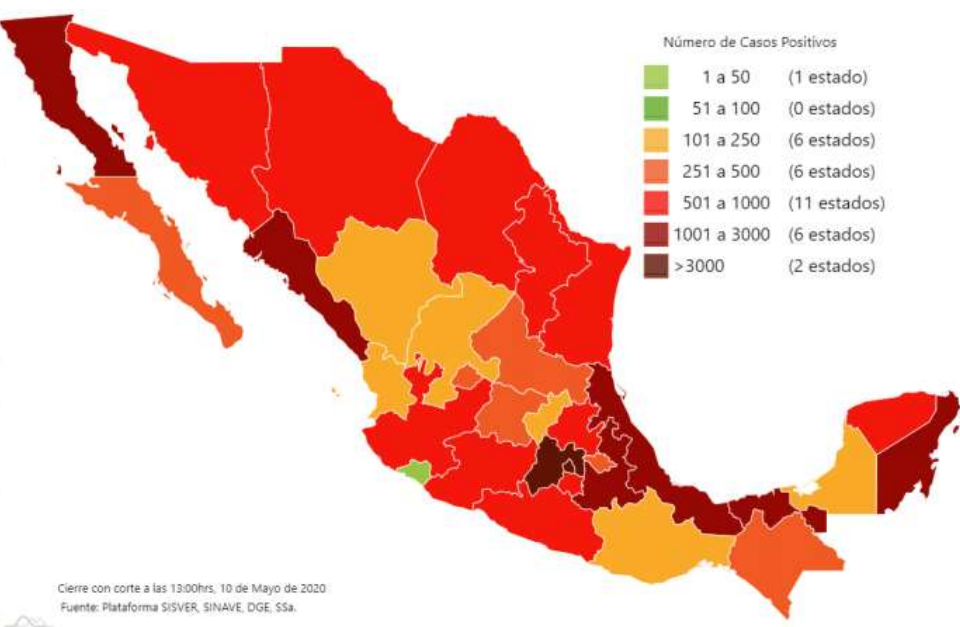 Número de Casos Positivos
1 a 50 (1 estado)
51 a 100 (0 estados)
101 a 250 (6 estados)
251 a 500 (6 estados)
501 a 1000 (11 estados)
1001 a 3000 (6 estados)
>3000 (2 estados)
Cierre con corte a las 13:00hrs, 10 de Mayo de 2020
Fuente: Plataforma SISVER, SINAVE, DGE, SSa.